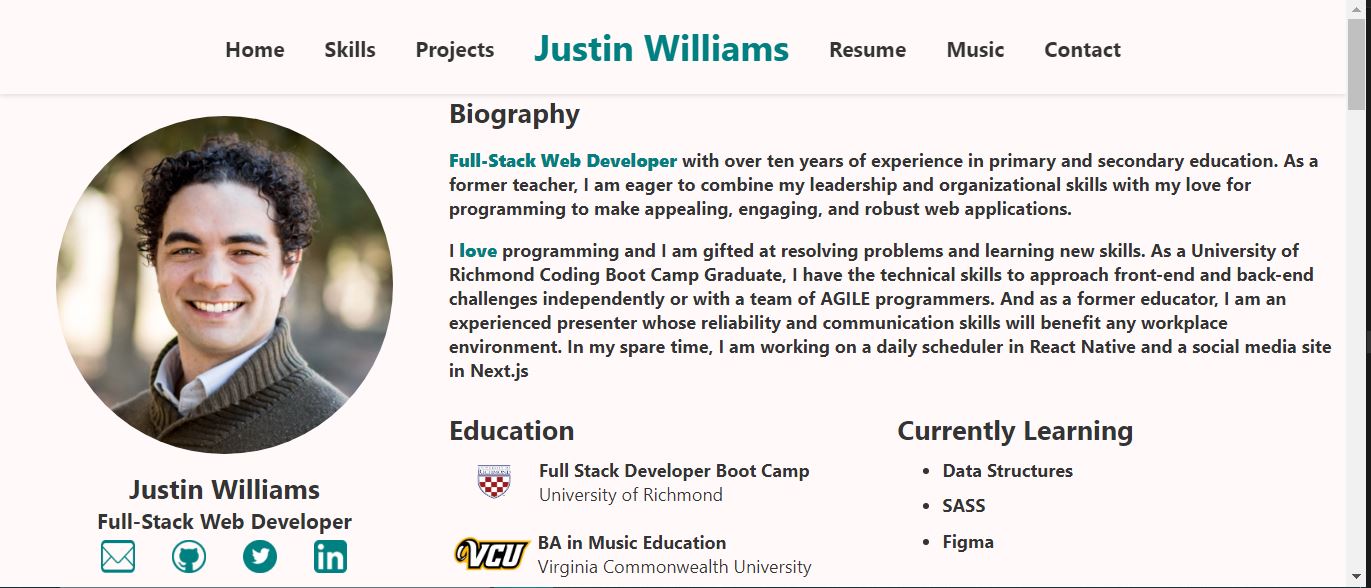 Home Skills Projects Justin Williams Resume Music Contact
Biography
Full-Stack Web Developer with over ten years of experience in primary and secondary education. As a
former teacher, I am eager to combine my leadership and organizational skills with my love for
programming to make appealing, engaging, and robust web applications.
I love programming and I am gifted at resolving problems and learning new skills. As a University of
Richmond Coding Boot Camp Graduate, I have the technical skills to approach front-end and back-end
challenges independently or with a team of AGILE programmers. And as a former educator, I am an
experienced presenter whose reliability and communication skills will benefit any workplace
environment. In my spare time, I am working on a daily scheduler in React Native and a social media site
in Next.js
Justin Williams
Full-Stack Web Developer
in
Education
RICHMOND
Full Stack Developer Boot Camp
University of Richmond
VCU
BA in Music Education
Virginia Commonwealth University
Currently Learning
• Data Structures
• SASS
• Figma